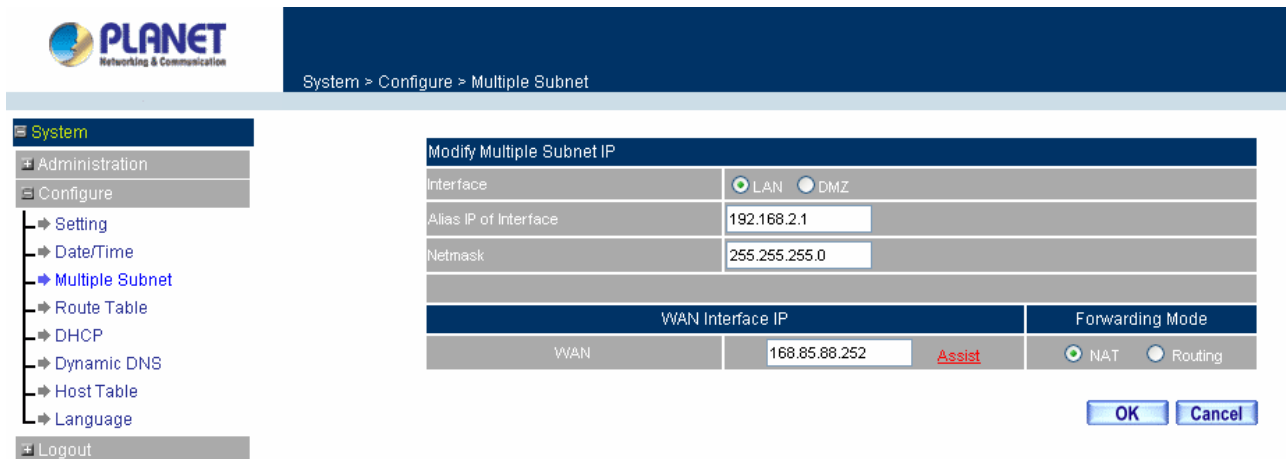 PLANET
Networking & Communication
System > Configure > Multiple Subnet
System
Administration
Configure
Setting
Date/Time
Multiple Subnet
Route Table
DHCP
Dynamic DNS
Host Table
Language
Logout
Modify Multiple Subnet IP
Interface LAN DMZ
Alias IP of Interface 192.168.2.1
Netmask 255.255.255.0
WAN Interface IP Forwarding Mode
WAN 168.85.88.252 Assist NAT Routing
OK Cancel